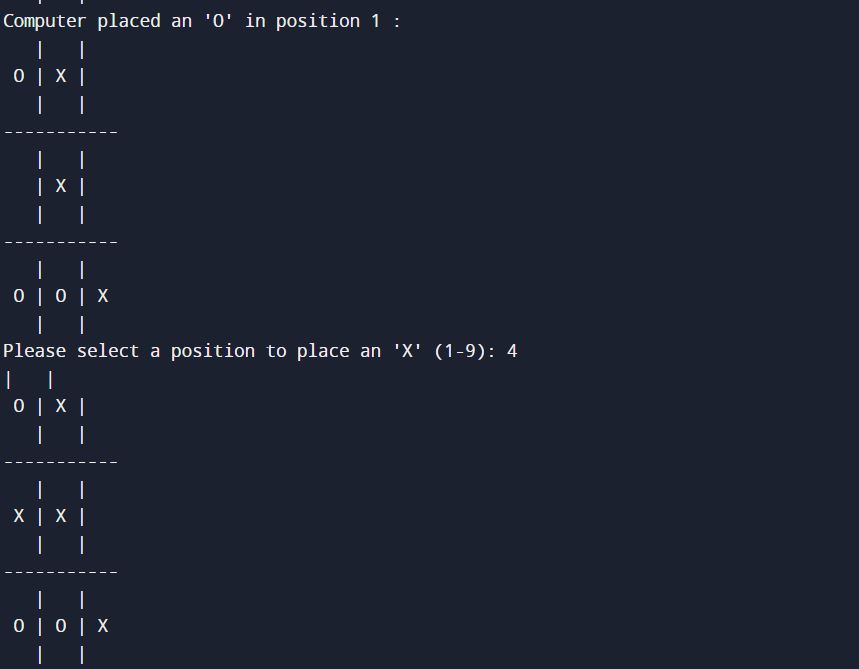 Computer placed an 'O' in position 1 :
   |   |
 O | X |
   |   |
-----------
   |   |
   | X |
   |   |
-----------
   |   |
 O | O | X
   |   |
Please select a position to place an 'X' (1-9): 4
|   |
 O | X |
   |   |
-----------
   |   |
 X | X |
   |   |
-----------
   |   |
 O | O | X
   |   |